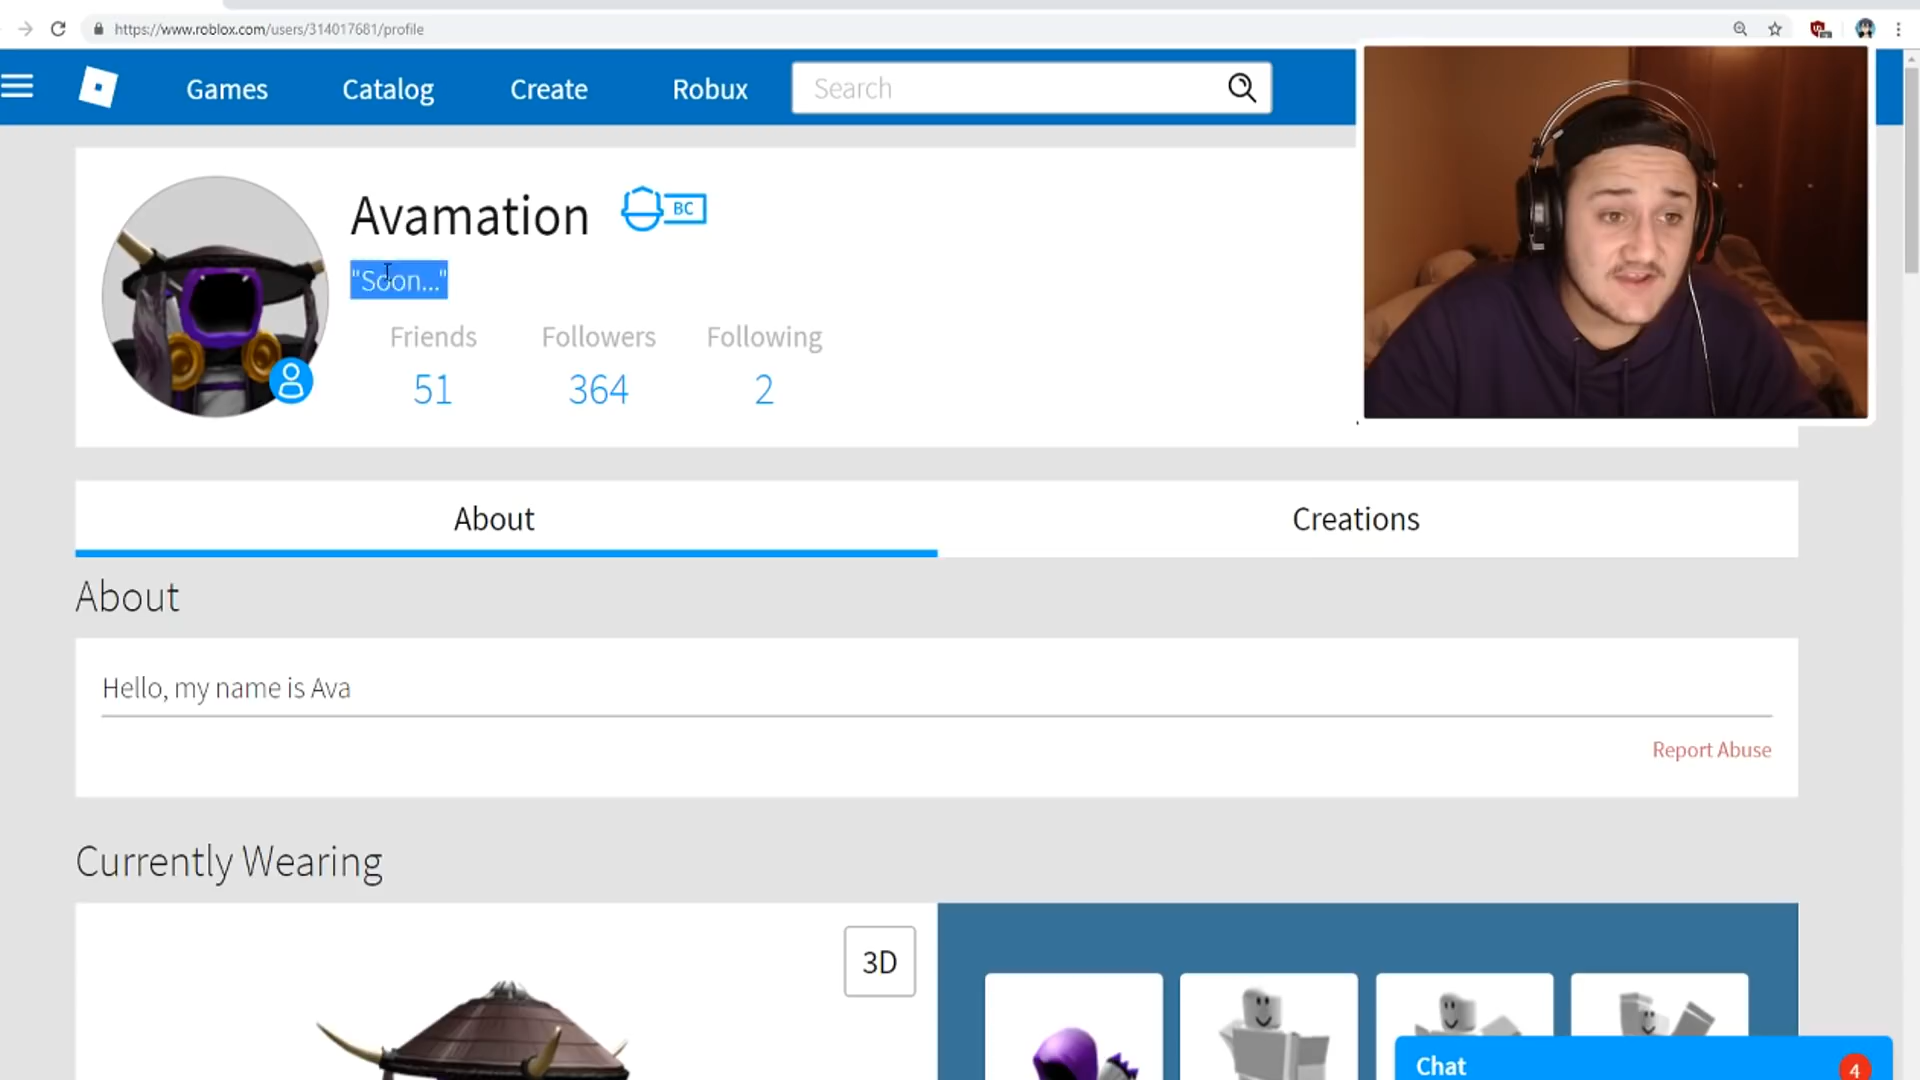 https://www.roblox.com/users/314017681/profile
Games Catalog Create Robux Search
Avamation BC
"Soon..."
Friends Followers Following
51 364 2
About Creations
About
Hello, my name is Ava
Report Abuse
Currently Wearing
3D
Chat 4